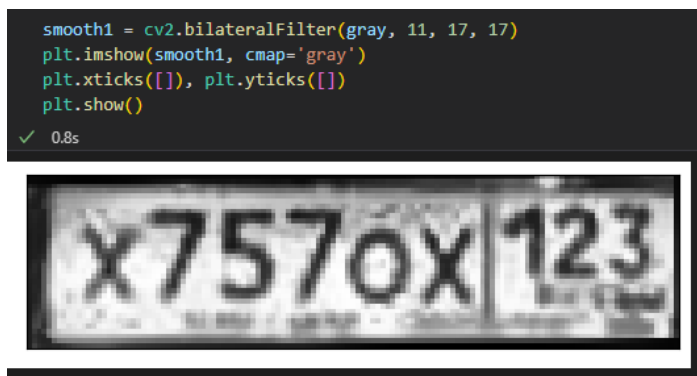 smooth1 = cv2.bilateralFilter(gray, 11, 17, 17)
plt.imshow(smooth1, cmap='gray')
plt.xticks([]), plt.yticks([])
plt.show()
✓ 0.8s
х757ох 123